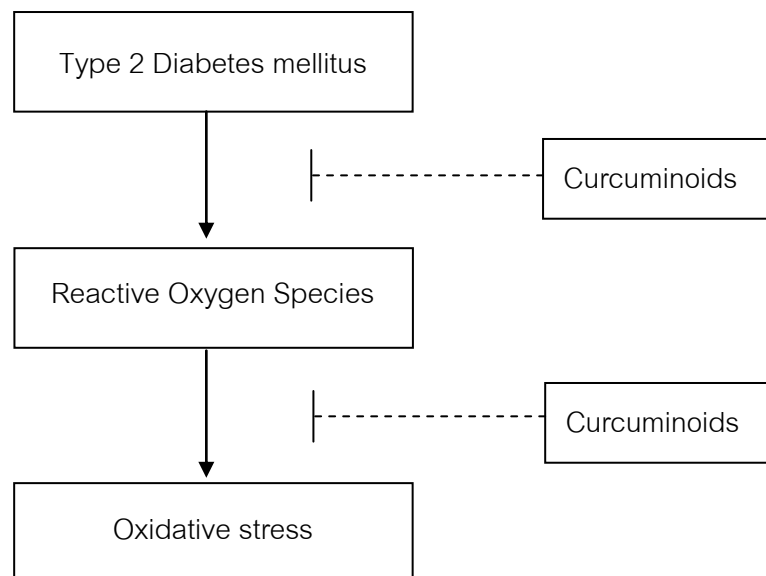 Type 2 Diabetes mellitus
Curcuminoids
Reactive Oxygen Species
Curcuminoids
Oxidative stress